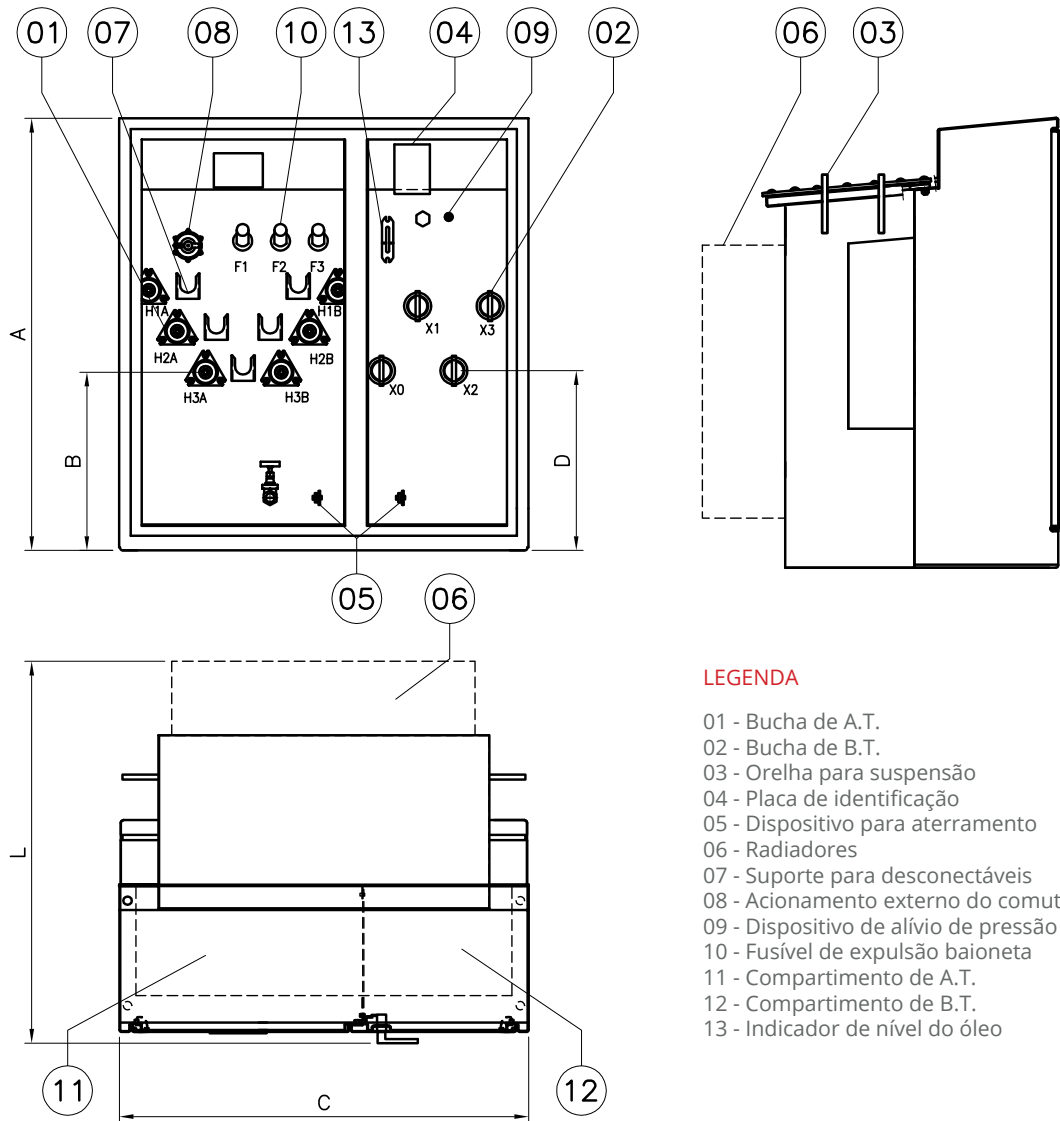 01 07 08 10 13 04 09 02 06 03
F1 F2 F3
H1A H1B
X1 X3
H2A H2B
X0 X2
H3A H3B
A
B
D
05 06
L
LEGENDA
01 - Bucha de A.T.
02 - Bucha de B.T.
03 - Orelha para suspensão
04 - Placa de identificação
05 - Dispositivo para aterramento
06 - Radiadores
07 - Suporte para desconectáveis
08 - Acionamento externo do comut
09 - Dispositivo de alívio de pressão
10 - Fusível de expulsão baioneta
11 - Compartimento de A.T.
12 - Compartimento de B.T.
13 - Indicador de nível do óleo
11 12
C